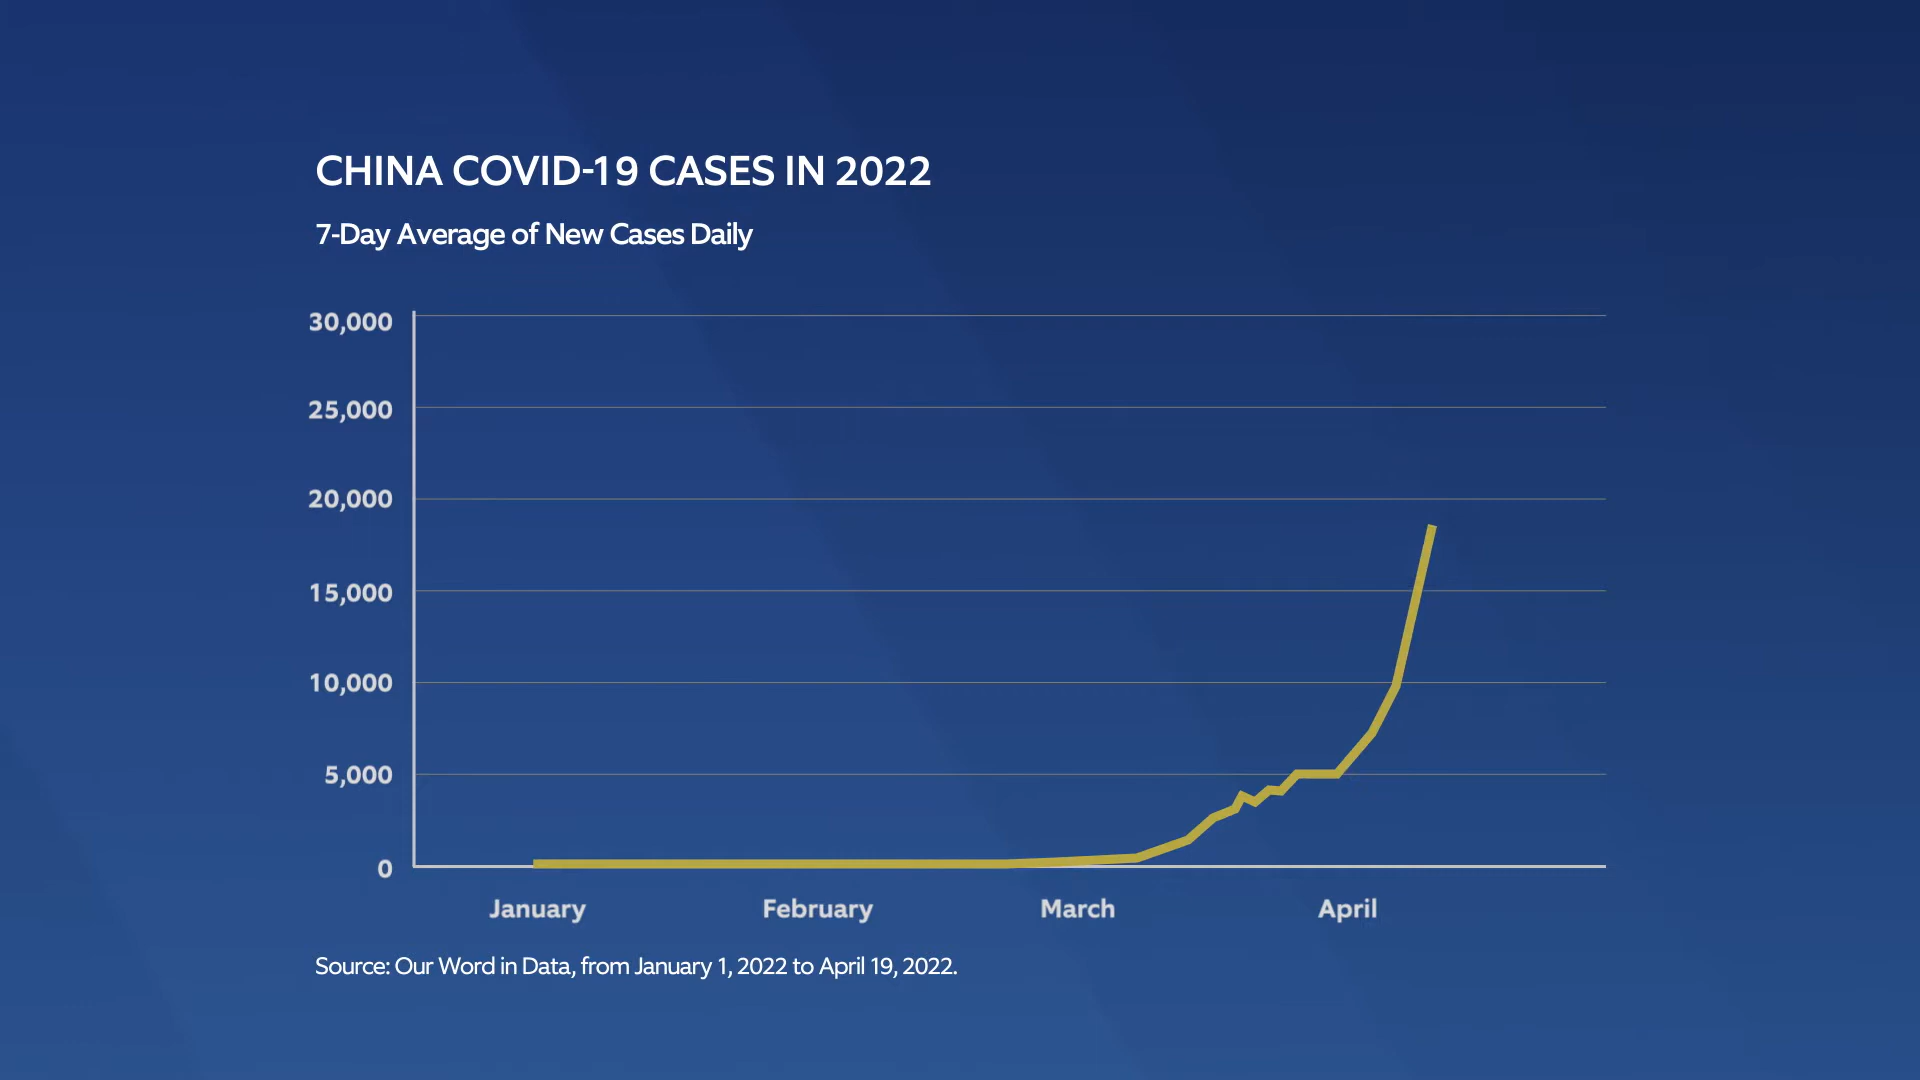 CHINA COVID-19 CASES IN 2022
7-Day Average of New Cases Daily
30,000
25,000
20,000
15,000
10,000
5,000
0
January February March April
Source: Our Word in Data, from January 1, 2022 to April 19, 2022.